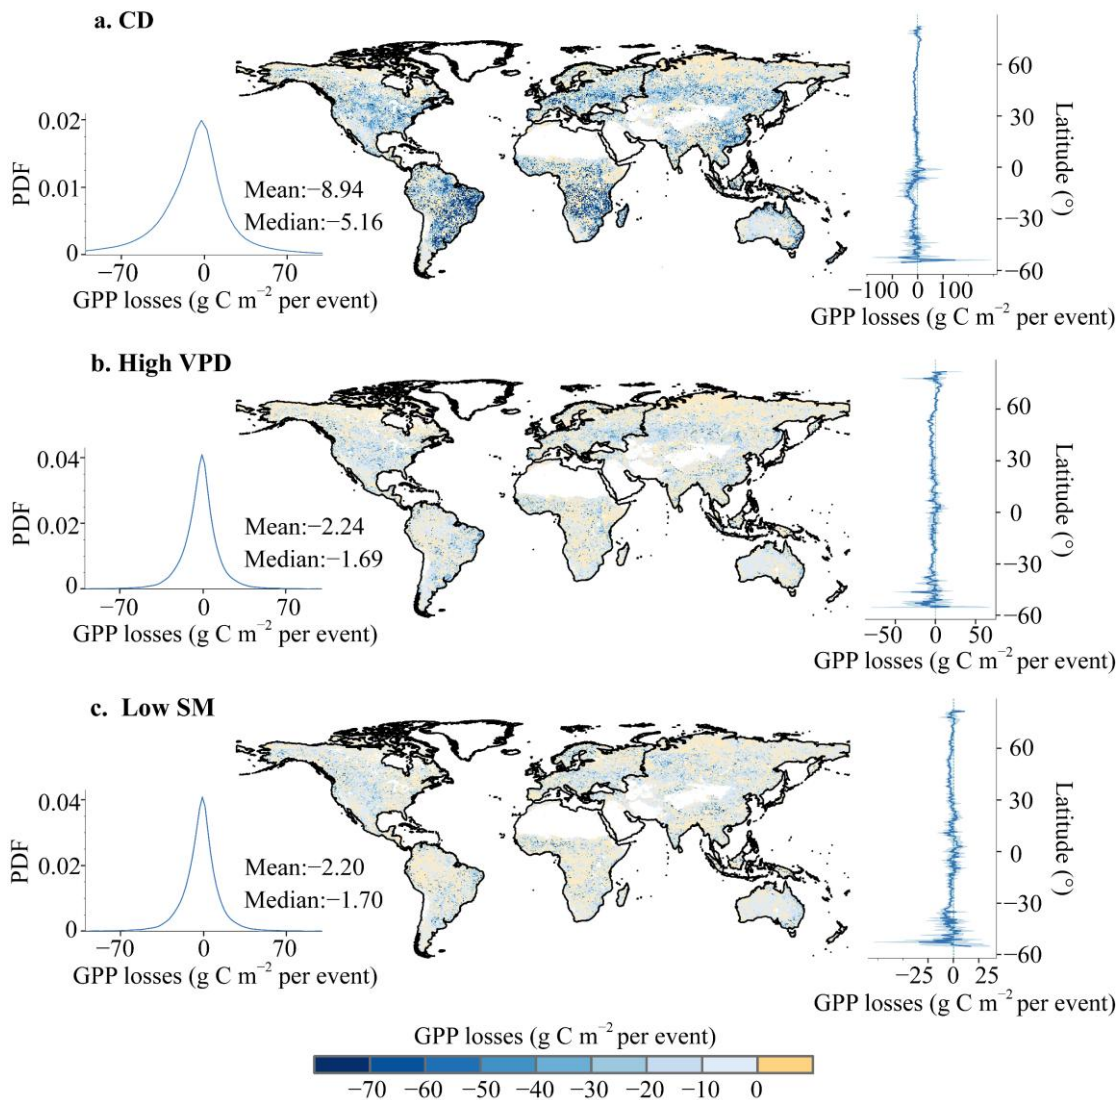 a. CD
0.02
0.01
0
PDF
Mean:−8.94
Median:−5.16
−70 0 70
GPP losses (g C m⁻² per event)
60
30
0
−30
−60
Latitude (°)
−100 0 100
GPP losses (g C m⁻² per event)
b. High VPD
0.04
0.02
0
PDF
Mean:−2.24
Median:−1.69
−70 0 70
GPP losses (g C m⁻² per event)
60
30
0
−30
−60
Latitude (°)
−50 0 50
GPP losses (g C m⁻² per event)
c. Low SM
0.04
0.02
0
PDF
Mean:−2.20
Median:−1.70
−70 0 70
GPP losses (g C m⁻² per event)
60
30
0
−30
−60
Latitude (°)
−25 0 25
GPP losses (g C m⁻² per event)
GPP losses (g C m⁻² per event)
−70 −60 −50 −40 −30 −20 −10 0